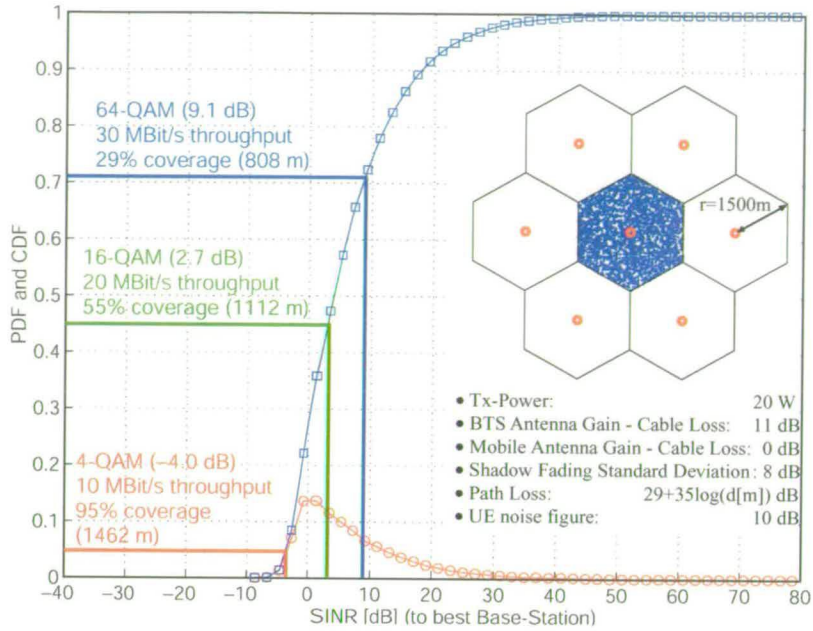 1
0.9
0.8
0.7
0.6
0.5
0.4
0.3
0.2
0.1
0
PDF and CDF
64-QAM (9.1 dB)
30 MBit/s throughput
29% coverage (808 m)
16-QAM (2.7 dB)
20 MBit/s throughput
55% coverage (1112 m)
4-QAM (−4.0 dB)
10 MBit/s throughput
95% coverage
(1462 m)
r=1500m
• Tx-Power: 20 W
• BTS Antenna Gain - Cable Loss: 11 dB
• Mobile Antenna Gain - Cable Loss: 0 dB
• Shadow Fading Standard Deviation : 8 dB
• Path Loss: 29+35log(d[m]) dB
• UE noise figure: 10 dB
−40 −30 −20 −10 0 10 20 30 40 50 60 70 80
SINR [dB] (to best Base-Station)